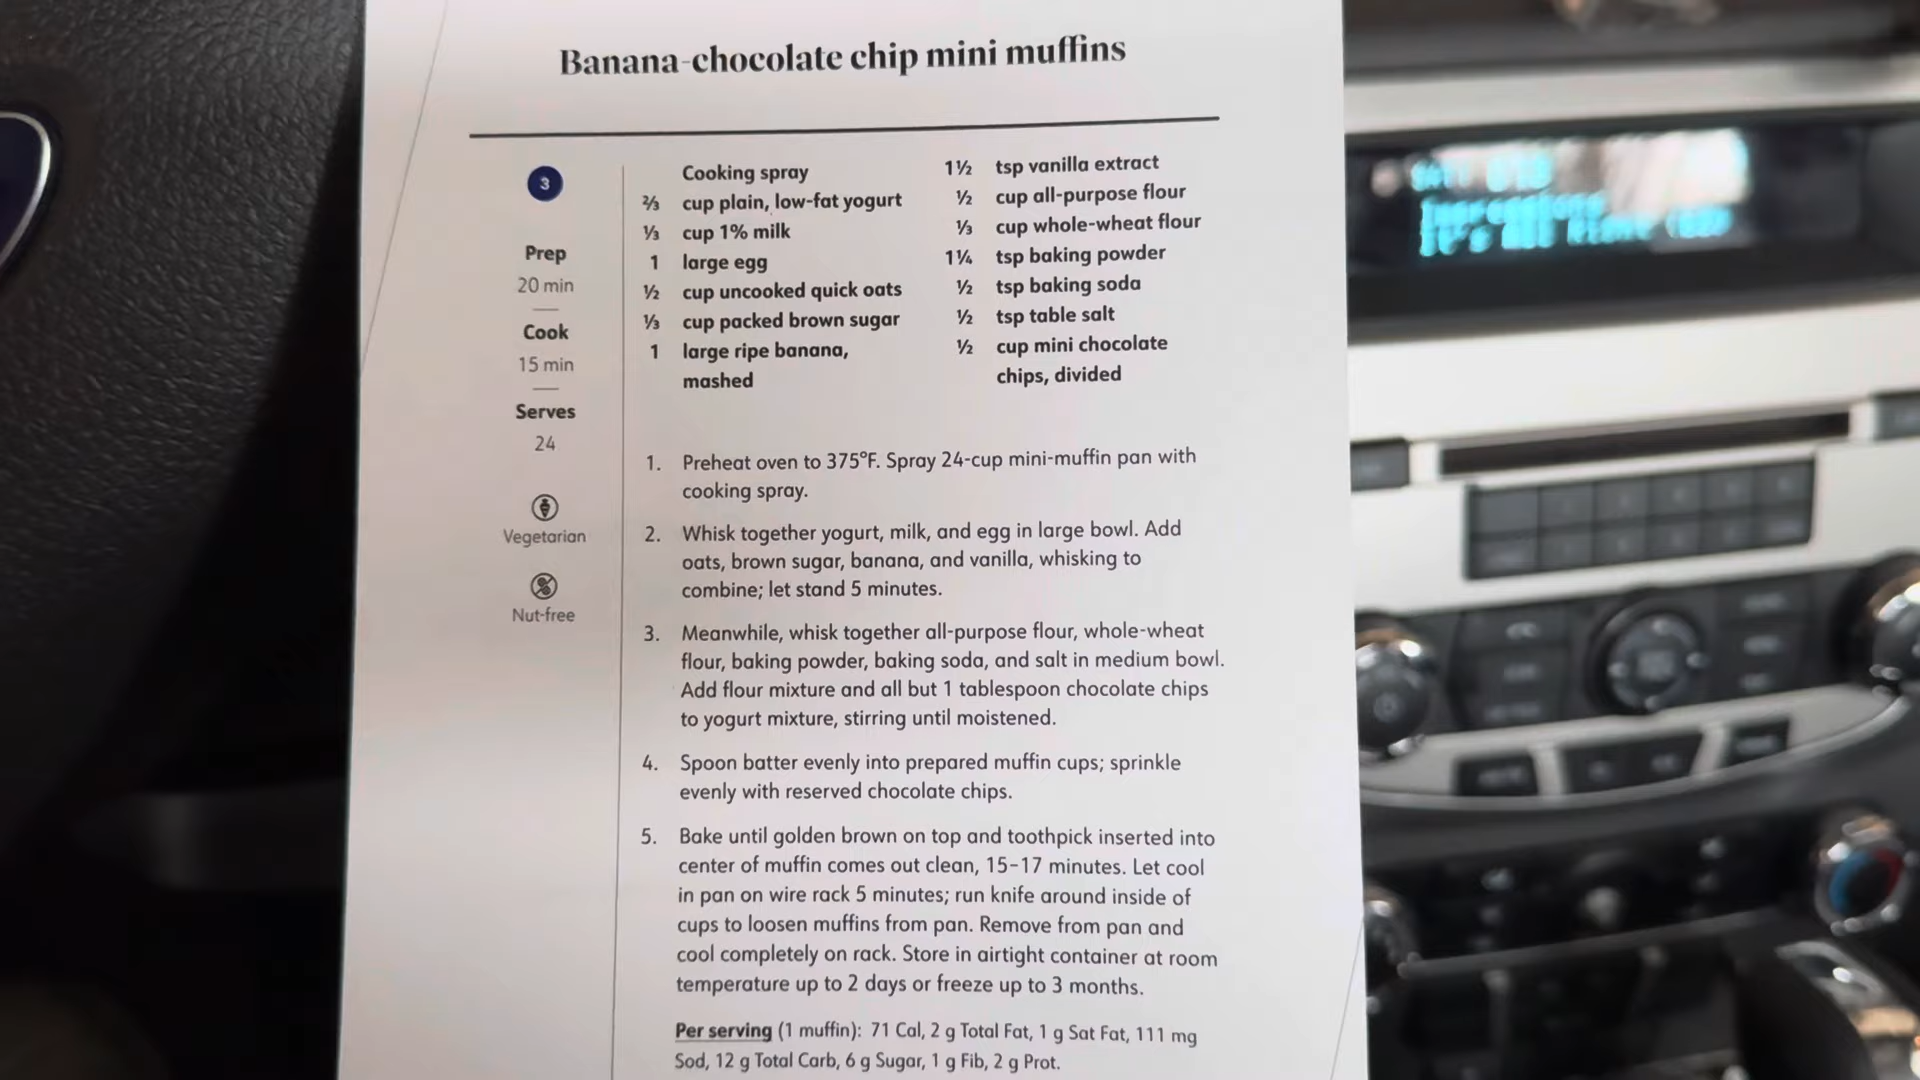 Banana-chocolate chip mini muffins
3
Prep
20 min
Cook
15 min
Serves
24
Vegetarian
Nut-free
Cooking spray
⅔ cup plain, low-fat yogurt
⅓ cup 1% milk
1 large egg
½ cup uncooked quick oats
⅓ cup packed brown sugar
1 large ripe banana,
mashed
1½ tsp vanilla extract
½ cup all-purpose flour
⅓ cup whole-wheat flour
1¼ tsp baking powder
½ tsp baking soda
½ tsp table salt
½ cup mini chocolate
chips, divided
1. Preheat oven to 375°F. Spray 24-cup mini-muffin pan with
cooking spray.
2. Whisk together yogurt, milk, and egg in large bowl. Add
oats, brown sugar, banana, and vanilla, whisking to
combine; let stand 5 minutes.
3. Meanwhile, whisk together all-purpose flour, whole-wheat
flour, baking powder, baking soda, and salt in medium bowl.
Add flour mixture and all but 1 tablespoon chocolate chips
to yogurt mixture, stirring until moistened.
4. Spoon batter evenly into prepared muffin cups; sprinkle
evenly with reserved chocolate chips.
5. Bake until golden brown on top and toothpick inserted into
center of muffin comes out clean, 15–17 minutes. Let cool
in pan on wire rack 5 minutes; run knife around inside of
cups to loosen muffins from pan. Remove from pan and
cool completely on rack. Store in airtight container at room
temperature up to 2 days or freeze up to 3 months.
Per serving (1 muffin): 71 Cal, 2 g Total Fat, 1 g Sat Fat, 111 mg
Sod, 12 g Total Carb, 6 g Sugar, 1 g Fib, 2 g Prot.
It's All